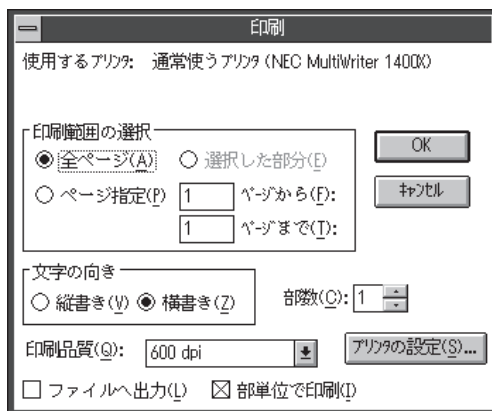 印刷
使用するプリンタ: 通常使うプリンタ (NEC MultiWriter 1400X)
印刷範囲の選択
全ページ(A) 選択した部分(E)
ページ指定(P) 1 ページから(F):
1 ページまで(T):
OK
キャンセル
文字の向き
縦書き(V) 横書き(Z)
部数(C): 1
印刷品質(Q): 600 dpi
プリンタの設定(S)...
ファイルへ出力(L) 部単位で印刷(I)